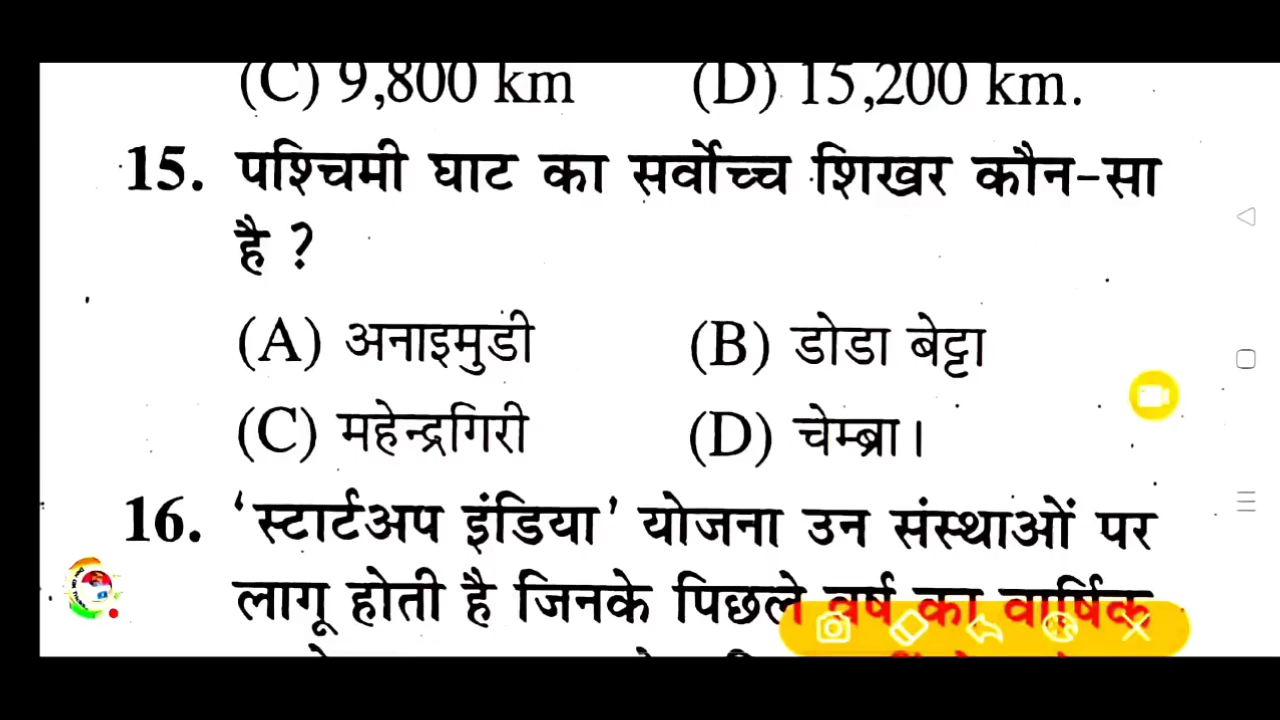 (C) 9,800 km (D) 15,200 km.
15. पश्चिमी घाट का सर्वोच्च शिखर कौन-सा
है ?
(A) अनाइमुडी (B) डोडा बेट्टा
(C) महेन्द्रगिरी (D) चेम्ब्रा।
16. 'स्टार्टअप इंडिया' योजना उन संस्थाओं पर
लागू होती है जिनके पिछले वर्ष का वार्षिक